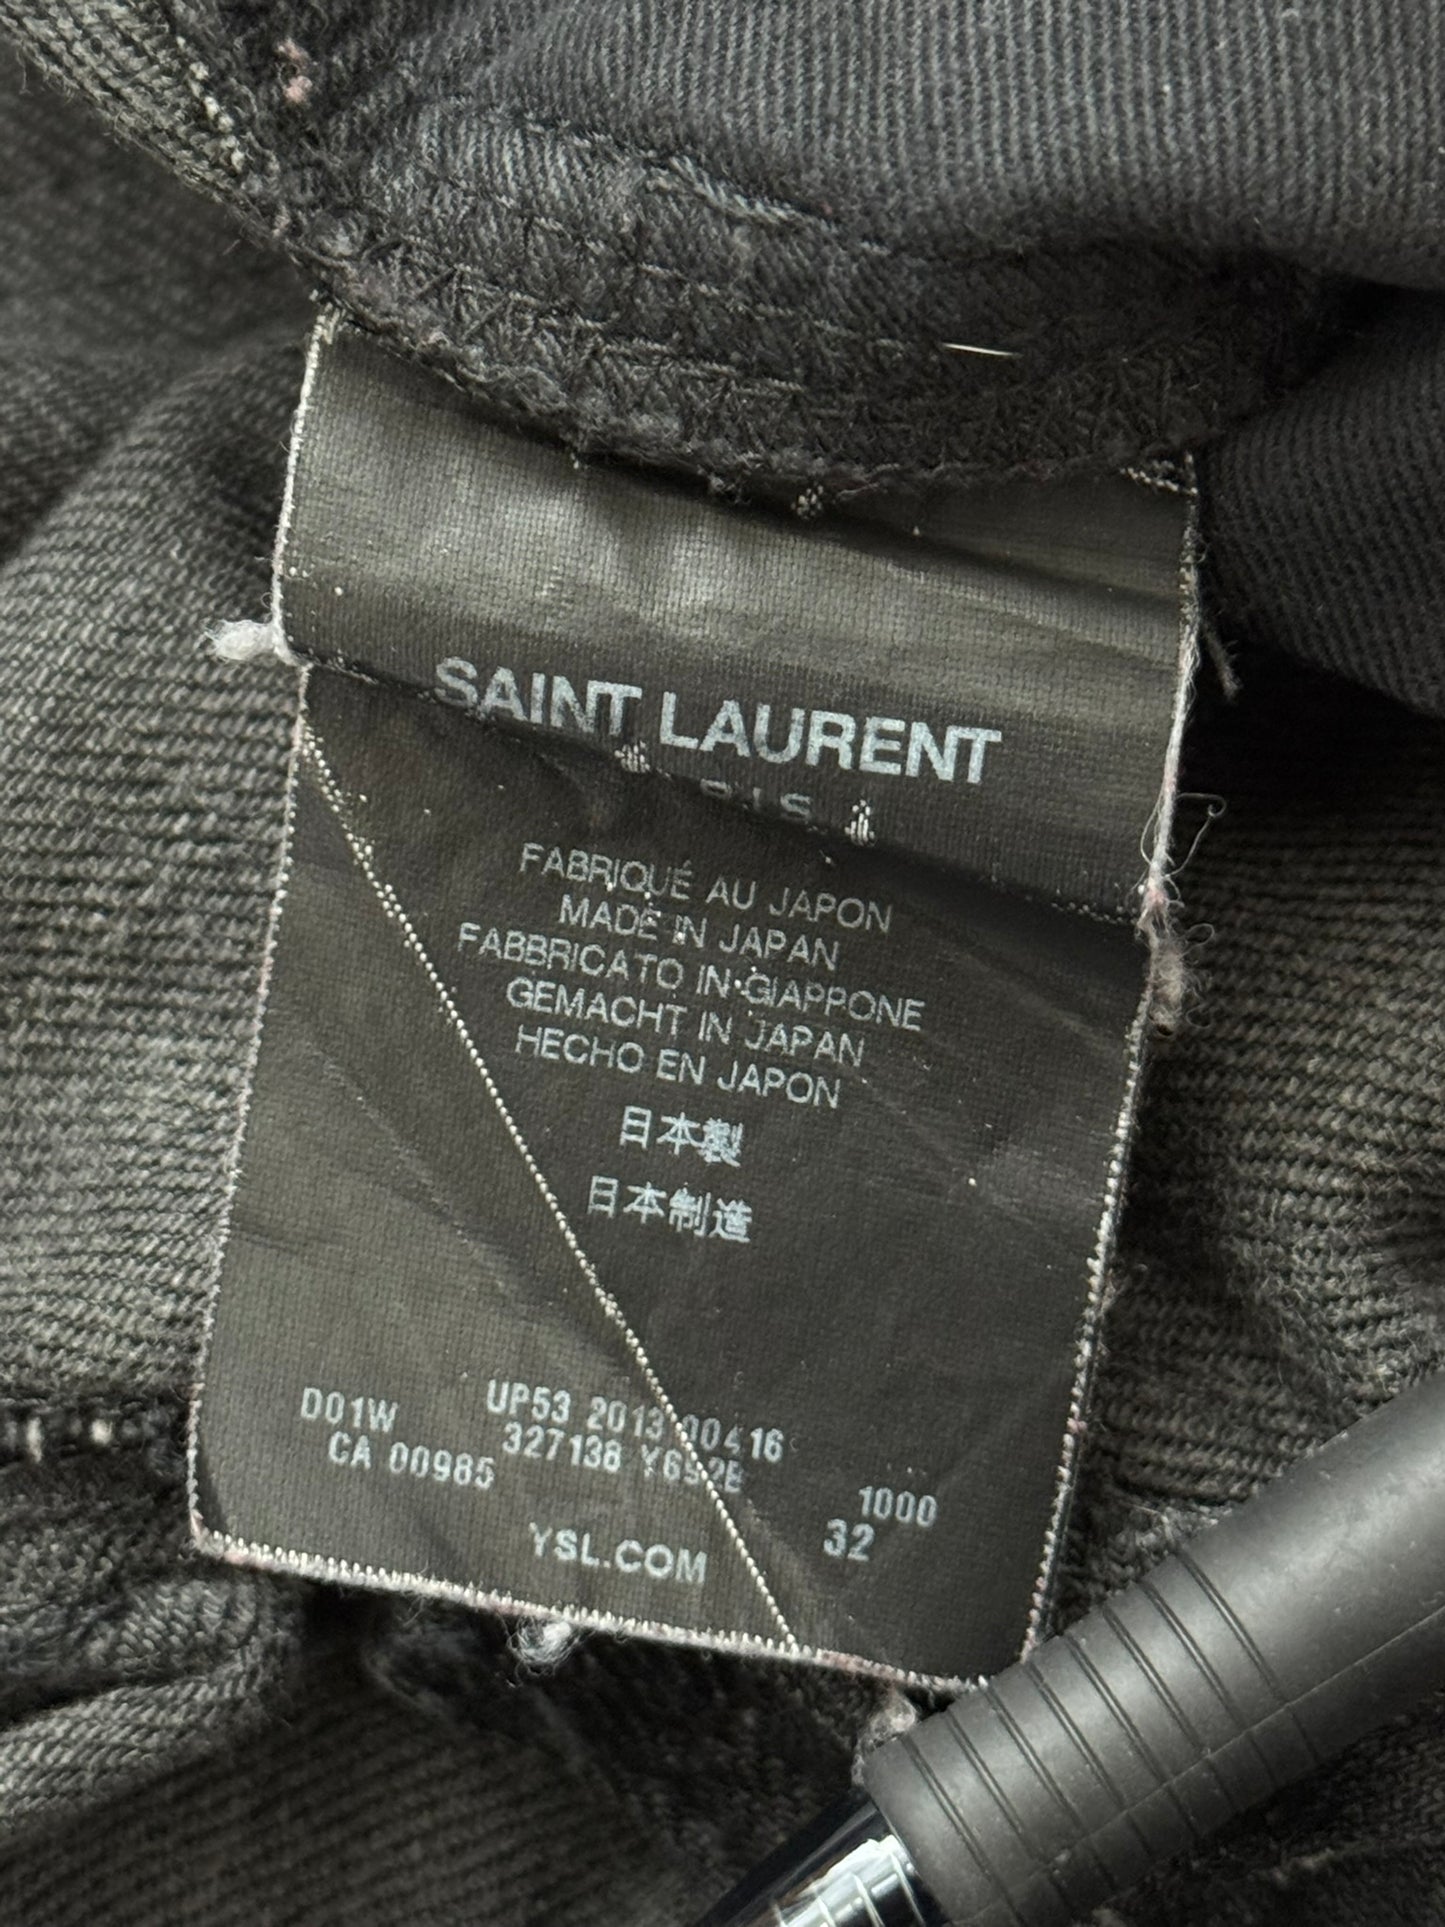 SAINT LAURENT
FABRIQUÉ AU JAPON
MADE IN JAPAN
FABBRICATO IN GIAPPONE
GEMACHT IN JAPAN
HECHO EN JAPON
日本製
日本制造
D01W UP53 2013 00416
CA 00985 327138 1000
32
YSL.COM